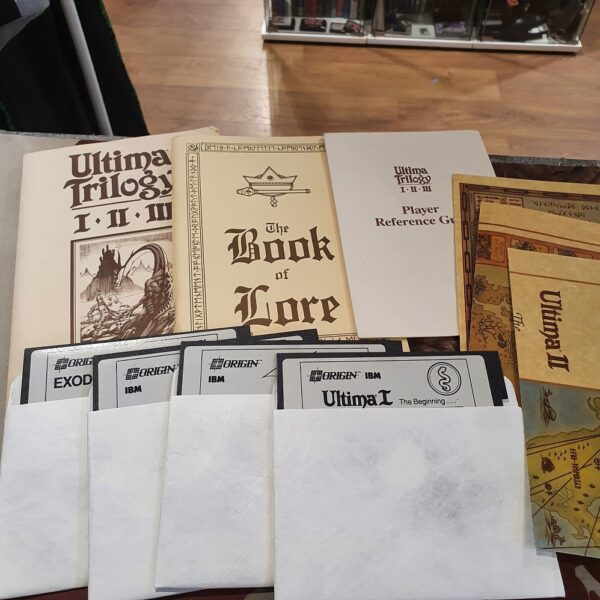 Ultima
Trilogy
I · II · III
The
Book
of
Lore
Ultima
Trilogy
I · II · III
Player
Reference
The
Ultima II
ORIGIN
EXOD
ORIGIN
IBM
ORIGIN
IBM
ORIGIN IBM
Ultima I The Beginning . . .